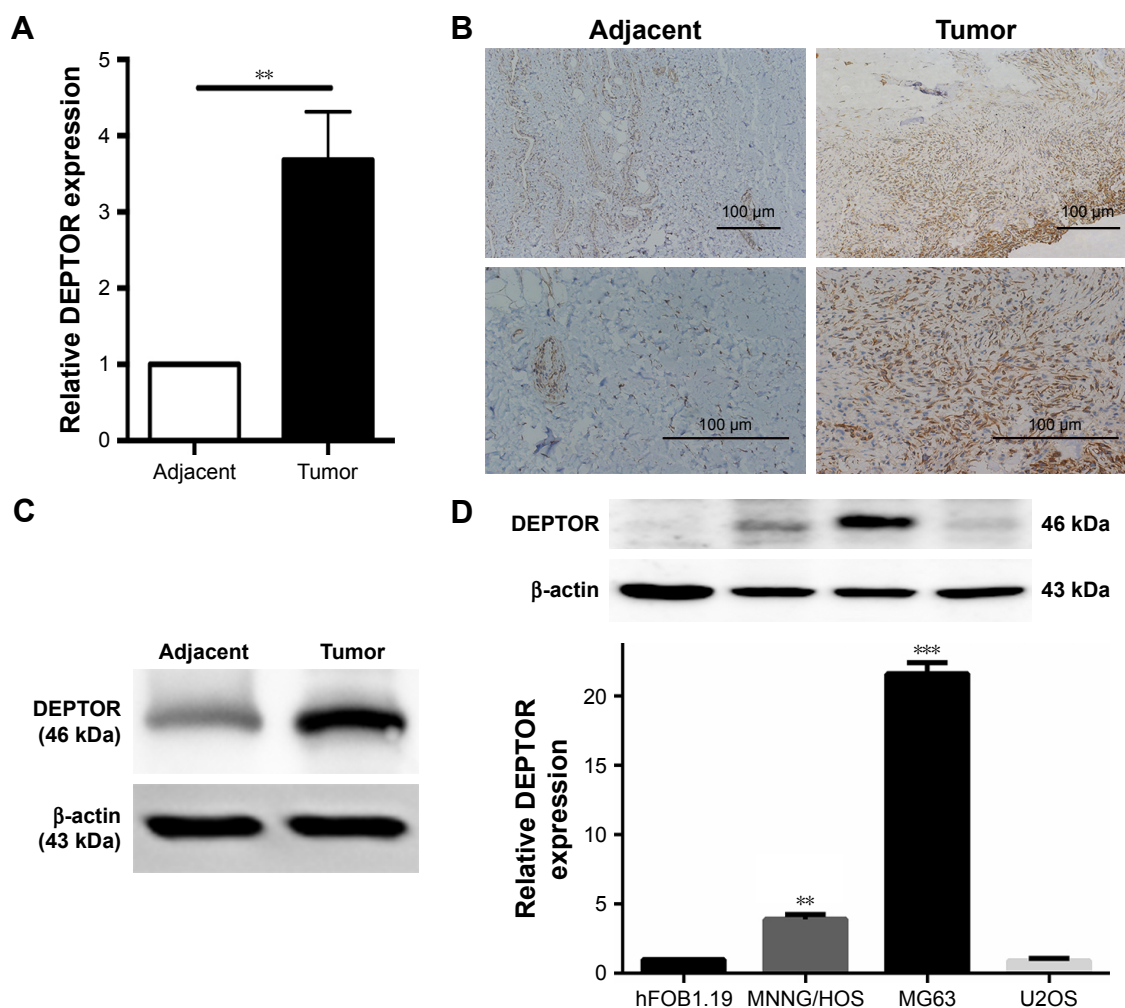 A
Relative DEPTOR expression
5
4
3
2
1
0
**
Adjacent
Tumor
B
Adjacent
Tumor
100 µm
100 µm
100 µm
100 µm
C
Adjacent
Tumor
DEPTOR
(46 kDa)
β-actin
(43 kDa)
D
DEPTOR
46 kDa
β-actin
43 kDa
Relative DEPTOR
expression
20
15
10
5
0
**
***
hFOB1.19
MNNG/HOS
MG63
U2OS